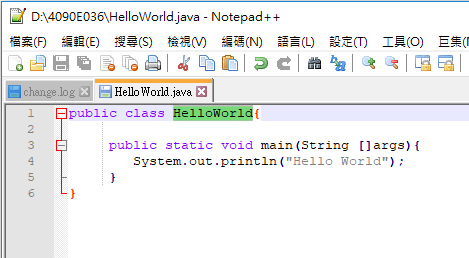 D:\4090E036\HelloWorld.java - Notepad++
檔案(F) 編輯(E) 搜尋(S) 檢視(V) 編碼(N) 語言(L) 設定(T) 工具(O) 巨集
change.log HelloWorld.java
1 public class HelloWorld{
2
3 public static void main(String []args){
4 System.out.println("Hello World");
5 }
6 }